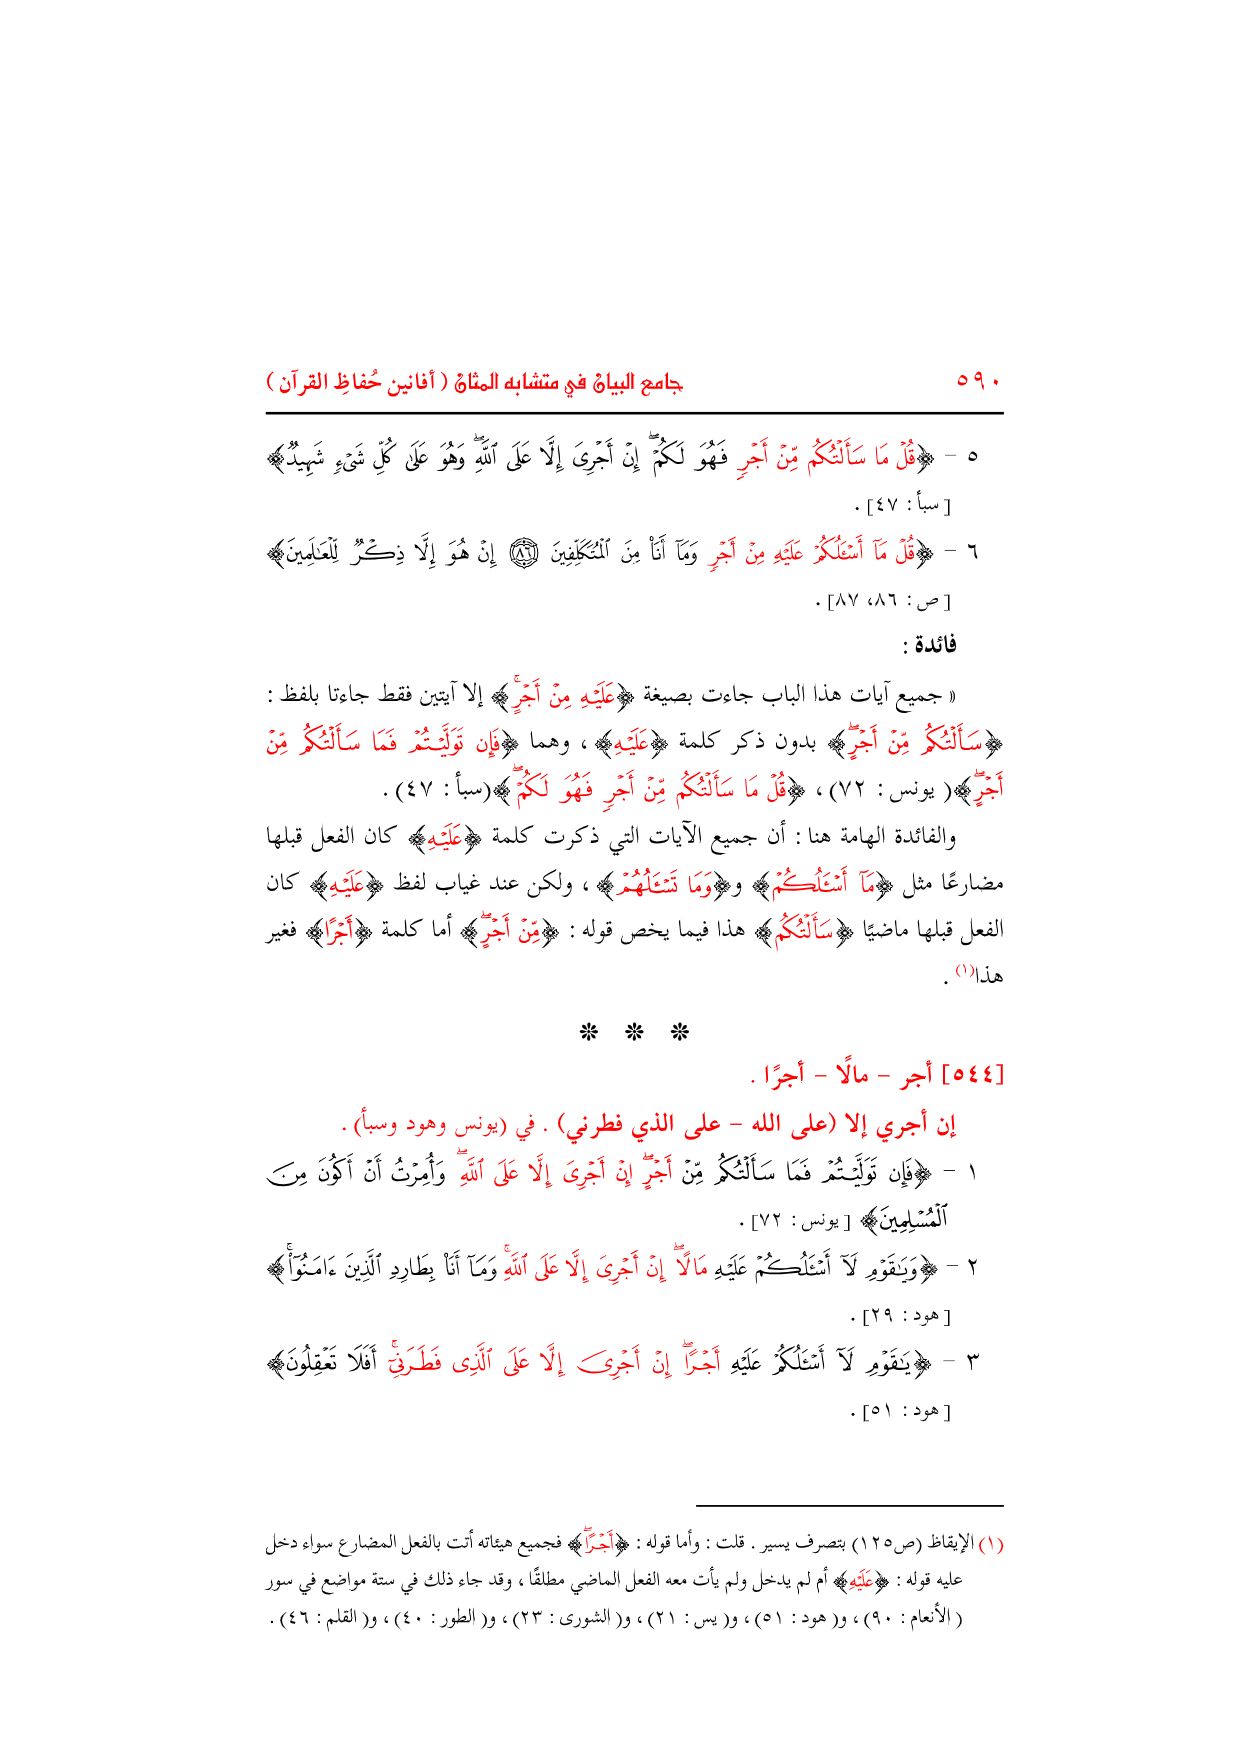 ٥٩٠ جامع البيان في متشابه المثان ( أفانين حُفاظِ القرآن )
٥ - ﴿قُلۡ مَا سَأَلۡتُكُم مِّنۡ أَجۡرٖ فَهُوَ لَكُمۡۖ إِنۡ أَجۡرِيَ إِلَّا عَلَى ٱللَّهِۖ وَهُوَ عَلَىٰ كُلِّ شَيۡءٖ شَهِيدٞ﴾
[ سبأ : ٤٧] .
٦ - ﴿قُلۡ مَآ أَسۡـَٔلُكُمۡ عَلَيۡهِ مِنۡ أَجۡرٖ وَمَآ أَنَا۠ مِنَ ٱلۡمُتَكَلِّفِينَ ٨٦ إِنۡ هُوَ إِلَّا ذِكۡرٞ لِّلۡعَٰلَمِينَ﴾
[ ص : ٨٦، ٨٧] .
فائدة :
« جميع آيات هذا الباب جاءت بصيغة ﴿عَلَيۡهِ مِنۡ أَجۡرٍۚ﴾ إلا آيتين فقط جاءتا بلفظ :
﴿سَأَلۡتُكُم مِّنۡ أَجۡرٍۖ﴾ بدون ذكر كلمة ﴿عَلَيۡهِ﴾ ، وهما ﴿فَإِن تَوَلَّيۡتُمۡ فَمَا سَأَلۡتُكُم مِّنۡ
أَجۡرٍۖ﴾( يونس : ٧٢) ، ﴿قُلۡ مَا سَأَلۡتُكُم مِّنۡ أَجۡرٖ فَهُوَ لَكُمۡۖ﴾(سبأ : ٤٧) .
والفائدة الهامة هنا : أن جميع الآيات التي ذكرت كلمة ﴿عَلَيۡهِ﴾ كان الفعل قبلها
مضارعًا مثل ﴿مَآ أَسۡـَٔلُكُمۡ﴾ و﴿وَمَا تَسۡـَٔلُهُمۡ﴾ ، ولكن عند غياب لفظ ﴿عَلَيۡهِ﴾ كان
الفعل قبلها ماضيًا ﴿سَأَلۡتُكُم﴾ هذا فيما يخص قوله : ﴿مِّنۡ أَجۡرٍۖ﴾ أما كلمة ﴿أَجۡرًا﴾ فغير
هذا(١) .
❊ ❊ ❊
[٥٤٤] أجر - مالًا - أجرًا .
إن أجري إلا (على الله - على الذي فطرني) . في (يونس وهود وسبأ) .
١ - ﴿فَإِن تَوَلَّيۡتُمۡ فَمَا سَأَلۡتُكُم مِّنۡ أَجۡرٍۖ إِنۡ أَجۡرِيَ إِلَّا عَلَى ٱللَّهِۖ وَأُمِرۡتُ أَنۡ أَكُونَ مِنَ
ٱلۡمُسۡلِمِينَ﴾ [ يونس : ٧٢] .
٢ - ﴿وَيَٰقَوۡمِ لَآ أَسۡـَٔلُكُمۡ عَلَيۡهِ مَالًاۖ إِنۡ أَجۡرِيَ إِلَّا عَلَى ٱللَّهِۚ وَمَآ أَنَا۠ بِطَارِدِ ٱلَّذِينَ ءَامَنُوٓاْۚ﴾
[ هود : ٢٩] .
٣ - ﴿يَٰقَوۡمِ لَآ أَسۡـَٔلُكُمۡ عَلَيۡهِ أَجۡرًاۖ إِنۡ أَجۡرِيَ إِلَّا عَلَى ٱلَّذِي فَطَرَنِيٓۚ أَفَلَا تَعۡقِلُونَ﴾
[ هود : ٥١] .
(١) الإيقاظ (ص١٢٥) بتصرف يسير . قلت : وأما قوله : ﴿أَجۡرًاۖ﴾ فجميع هيئاته أتت بالفعل المضارع سواء دخل
عليه قوله : ﴿عَلَيۡهِ﴾ أم لم يدخل ولم يأت معه الفعل الماضي مطلقًا ، وقد جاء ذلك في ستة مواضع في سور
( الأنعام : ٩٠) ، و( هود : ٥١) ، و( يس : ٢١) ، و( الشورى : ٢٣) ، و( الطور : ٤٠) ، و( القلم : ٤٦) .